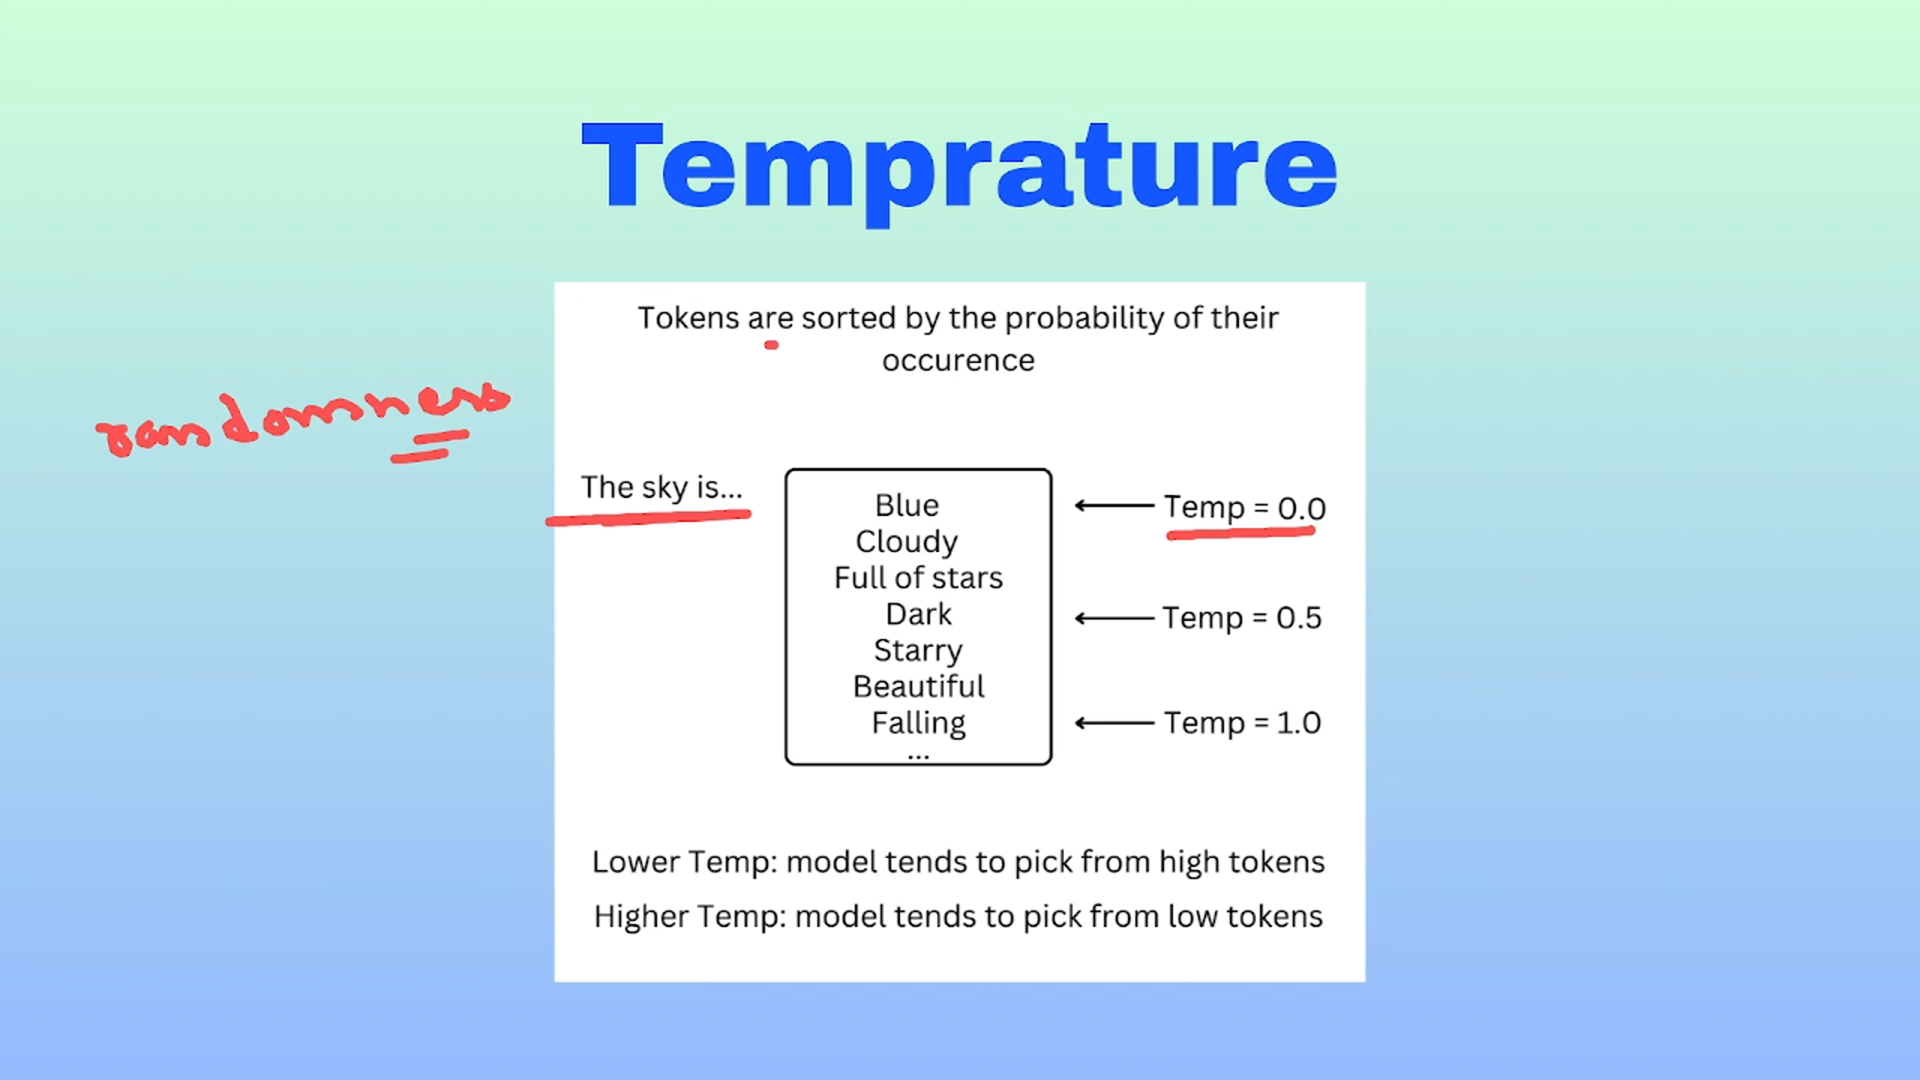 Temprature
Tokens are sorted by the probability of their
occurence
randomness
The sky is...
Blue
Cloudy
Full of stars
Dark
Starry
Beautiful
Falling
...
Temp = 0.0
Temp = 0.5
Temp = 1.0
Lower Temp: model tends to pick from high tokens
Higher Temp: model tends to pick from low tokens